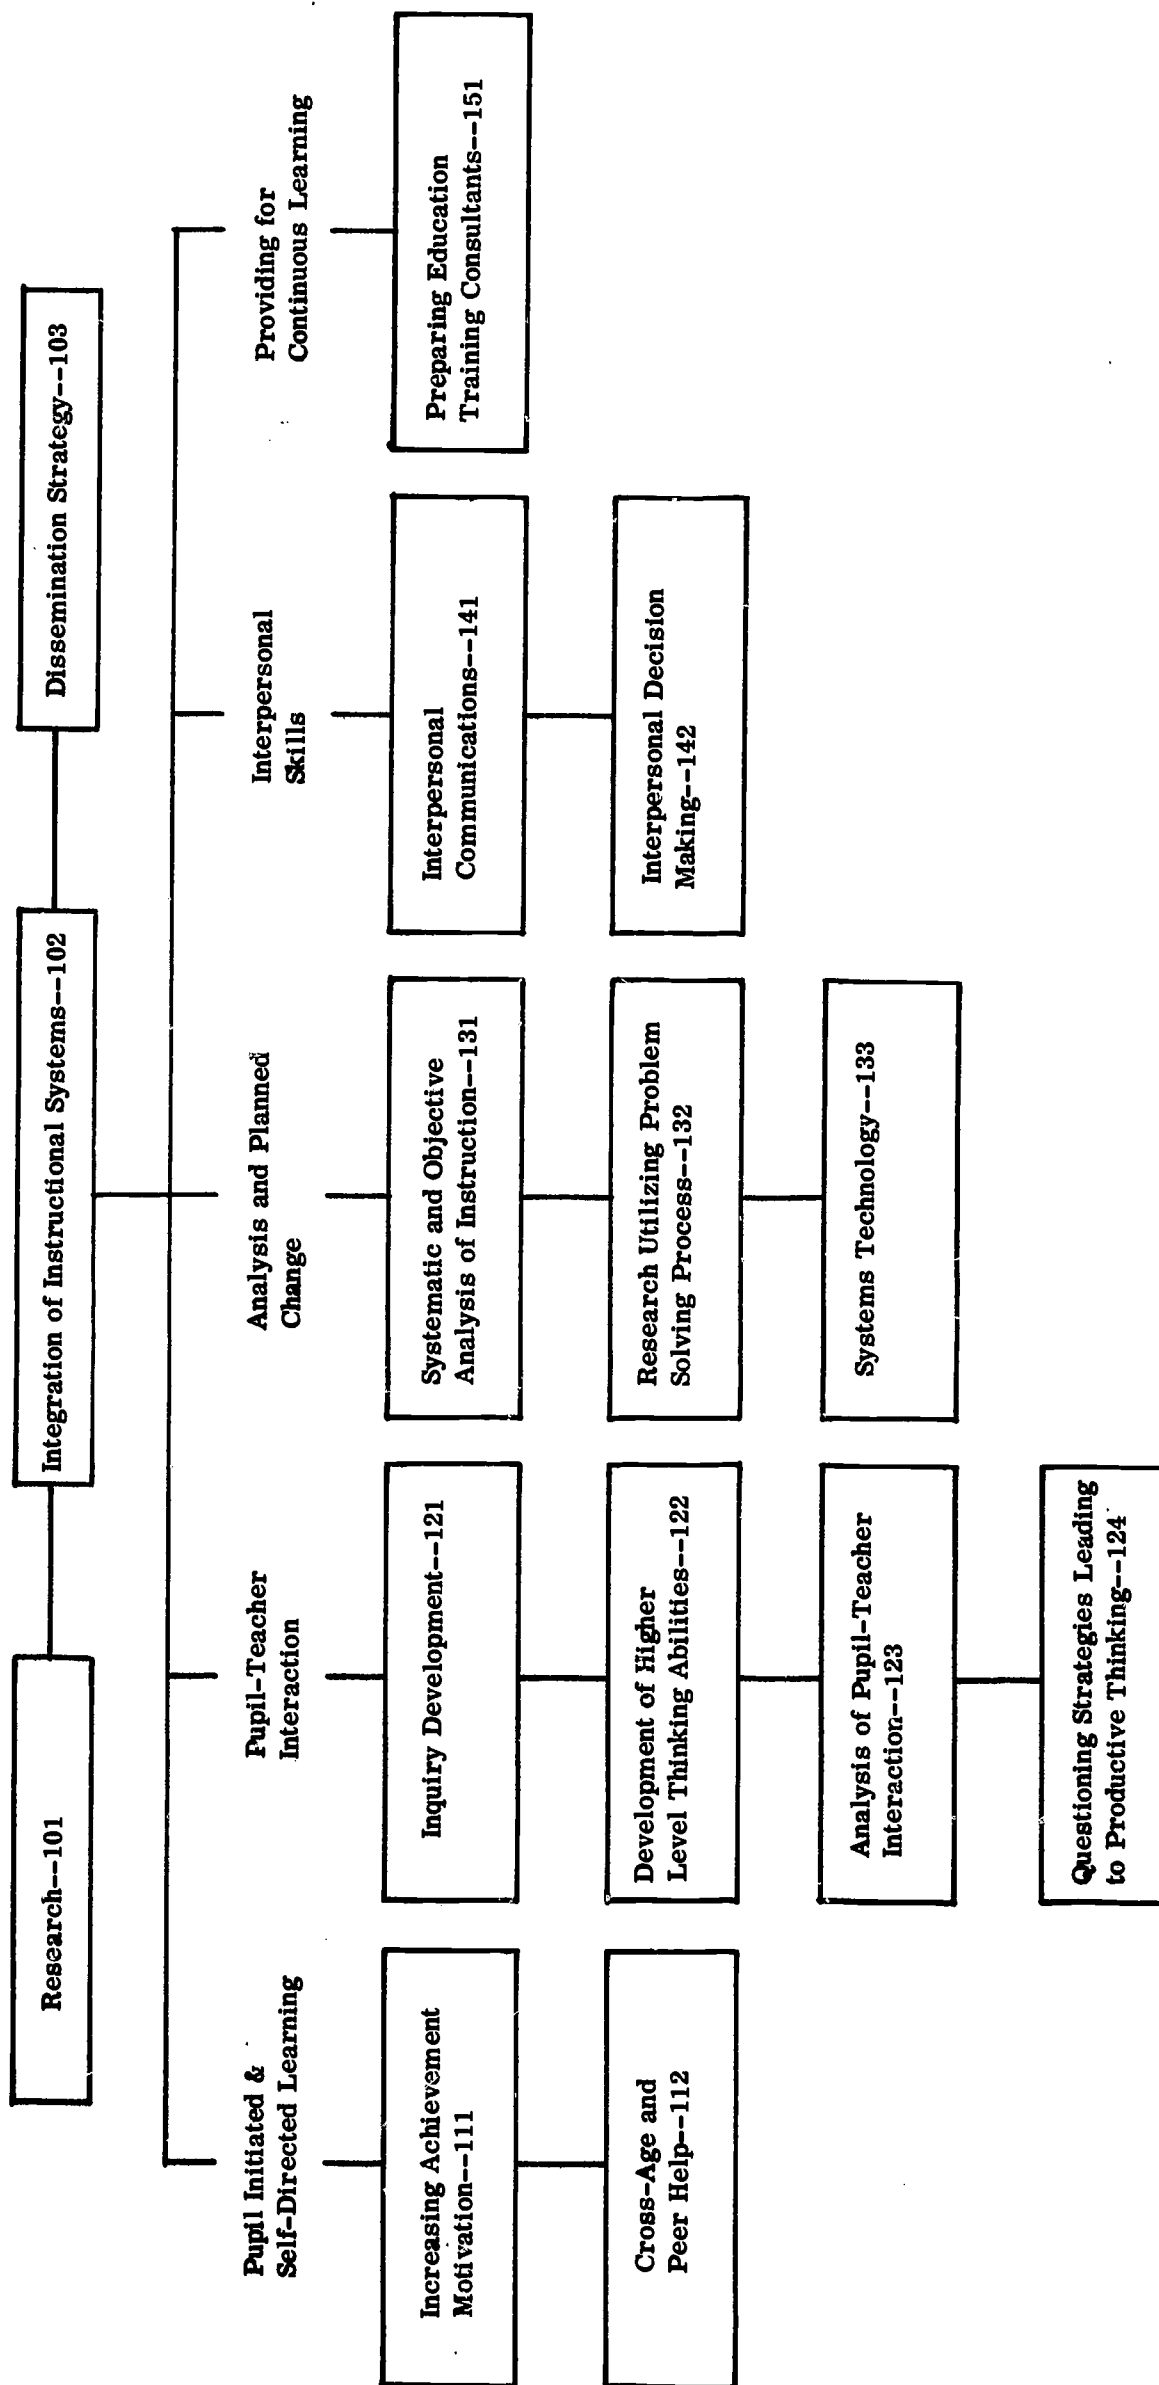 Research--101
Integration of Instructional Systems--102
Dissemination Strategy--103
Pupil Initiated &
Self-Directed Learning
Pupil-Teacher
Interaction
Analysis and Planned
Change
Interpersonal
Skills
Providing for
Continuous Learning
Increasing Achievement
Motivation--111
Inquiry Development--121
Systematic and Objective
Analysis of Instruction--131
Interpersonal
Communications--141
Preparing Education
Training Consultants--151
Cross-Age and
Peer Help--112
Development of Higher
Level Thinking Abilities--122
Research Utilizing Problem
Solving Process--132
Interpersonal Decision
Making--142
Analysis of Pupil-Teacher
Interaction--123
Systems Technology--133
Questioning Strategies Leading
to Productive Thinking--124